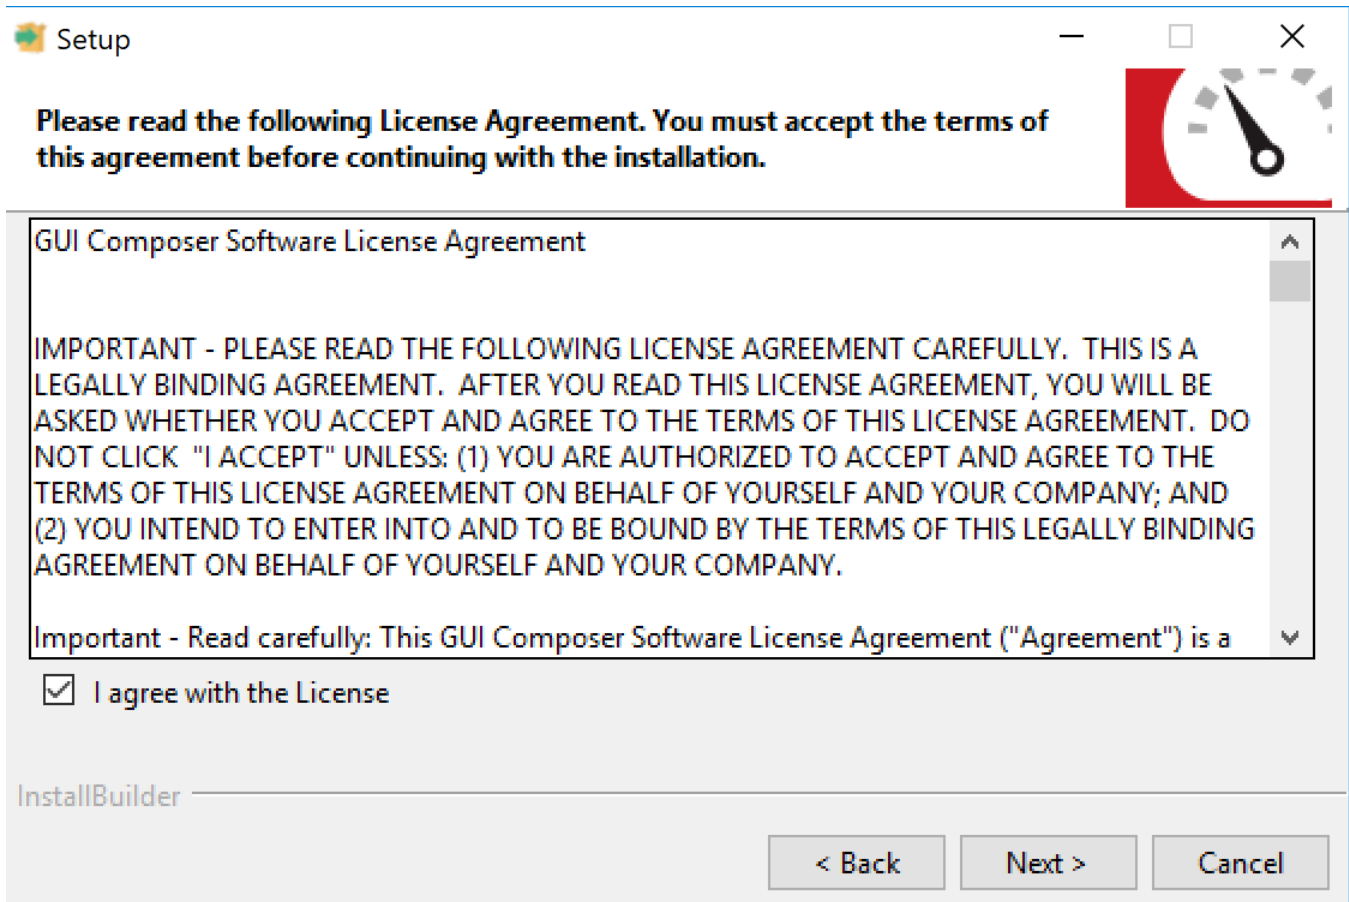 Setup
Please read the following License Agreement. You must accept the terms of
this agreement before continuing with the installation.
GUI Composer Software License Agreement
IMPORTANT - PLEASE READ THE FOLLOWING LICENSE AGREEMENT CAREFULLY.  THIS IS A
LEGALLY BINDING AGREEMENT.  AFTER YOU READ THIS LICENSE AGREEMENT, YOU WILL BE
ASKED WHETHER YOU ACCEPT AND AGREE TO THE TERMS OF THIS LICENSE AGREEMENT.  DO
NOT CLICK  "I ACCEPT" UNLESS: (1) YOU ARE AUTHORIZED TO ACCEPT AND AGREE TO THE
TERMS OF THIS LICENSE AGREEMENT ON BEHALF OF YOURSELF AND YOUR COMPANY; AND
(2) YOU INTEND TO ENTER INTO AND TO BE BOUND BY THE TERMS OF THIS LEGALLY BINDING
AGREEMENT ON BEHALF OF YOURSELF AND YOUR COMPANY.
Important - Read carefully: This GUI Composer Software License Agreement ("Agreement") is a
I agree with the License
InstallBuilder
< Back
Next >
Cancel